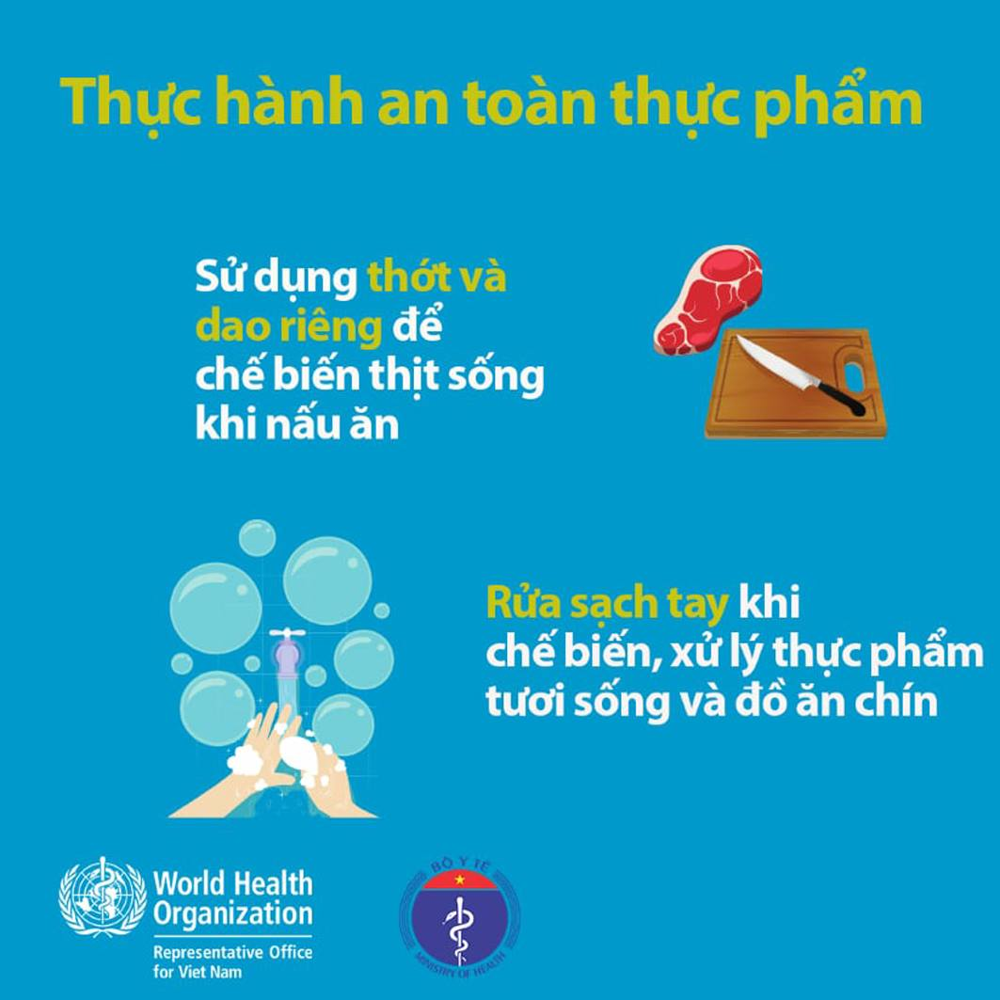 Thực hành an toàn thực phẩm
Sử dụng thớt và
dao riêng để
chế biến thịt sống
khi nấu ăn
Rửa sạch tay khi
chế biến, xử lý thực phẩm
tươi sống và đồ ăn chín
World Health
Organization
Representative Office
for Viet Nam
BỘ Y TẾ
MINISTRY OF HEALTH